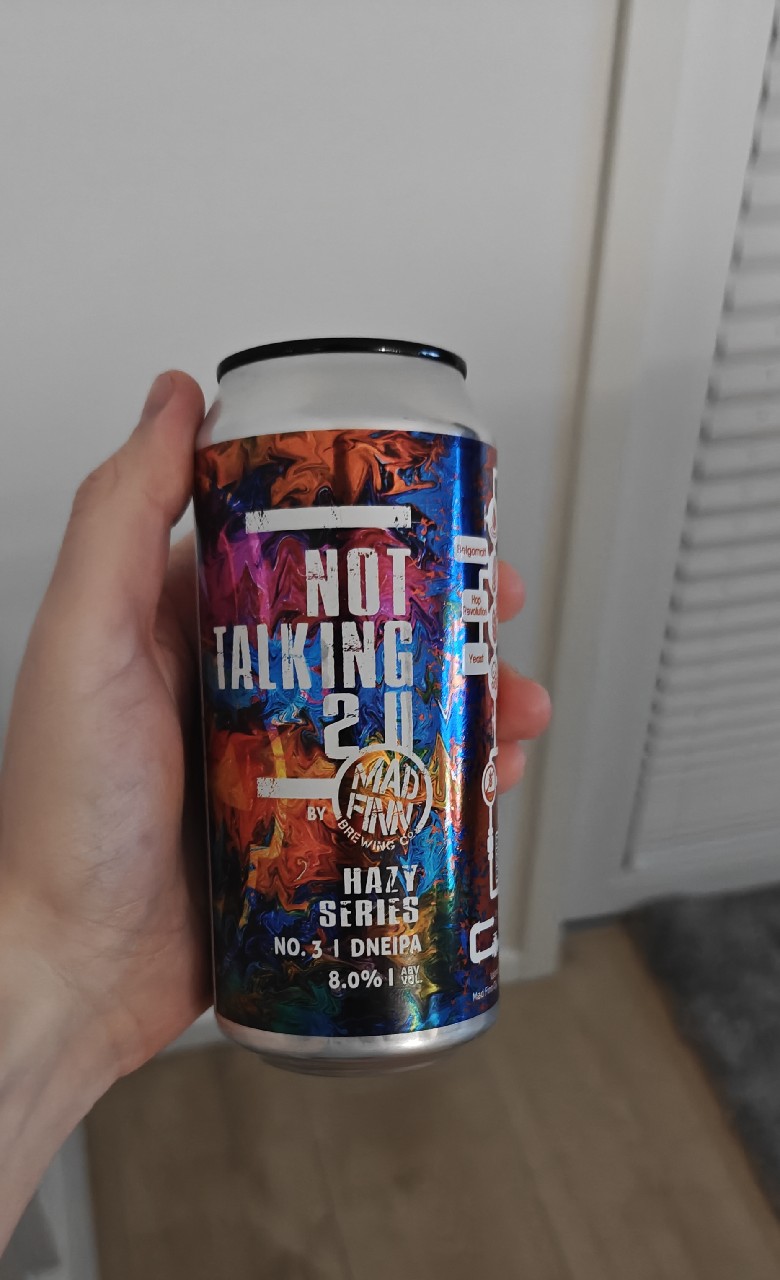 NOT
TALKING
2 U
BY
MAD
FINN
BREWING Co.
HAZY
SERIES
NO. 3 | DNEIPA
8.0% | ABV
VOL.
Belgomalt
Hop
Revolution
Yeast